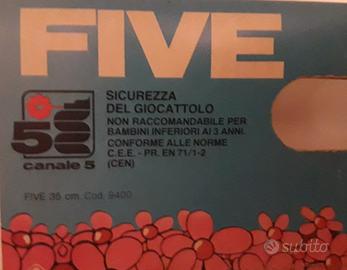 FIVE
5
canale 5
SICUREZZA
DEL GIOCATTOLO
NON RACCOMANDABILE PER
BAMBINI INFERIORI AI 3 ANNI.
CONFORME ALLE NORME
C.E.E. - PR. EN 71/1-2
(CEN)
FIVE 35 cm. Cod. 9400
subito